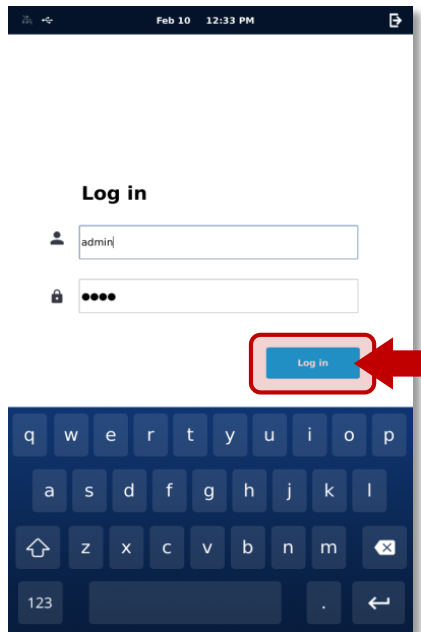 Feb 10 12:33 PM
Log in
admin
●●●●
Log in
q w e r t y u i o p
a s d f g h j k l
z x c v b n m
123 .